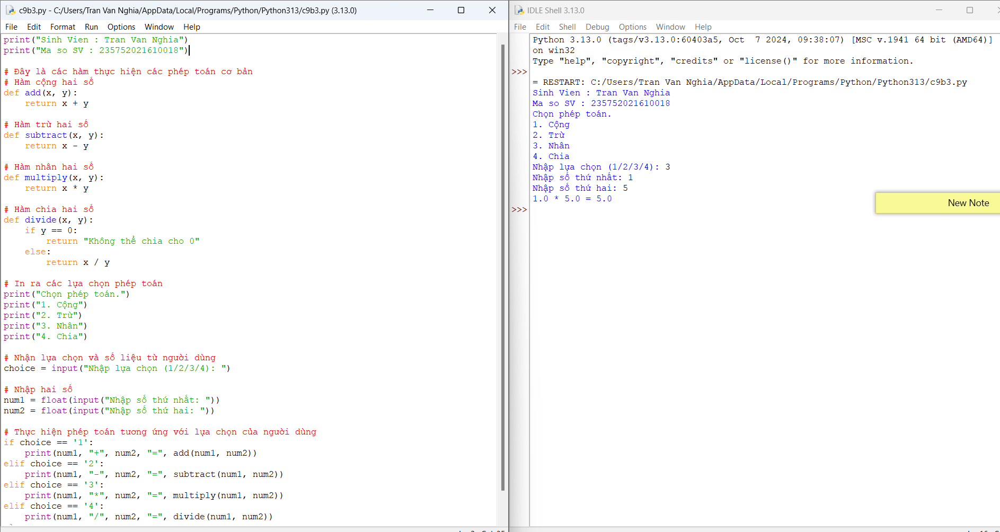 c9b3.py - C:/Users/Tran Van Nghia/AppData/Local/Programs/Python/Python313/c9b3.py (3.13.0)
File Edit Format Run Options Window Help
print("Sinh Vien : Tran Van Nghia")
print("Ma so SV : 235752021610018")
# Đây là các hàm thực hiện các phép toán cơ bản
# Hàm cộng hai số
def add(x, y):
    return x + y
# Hàm trừ hai số
def subtract(x, y):
    return x - y
# Hàm nhân hai số
def multiply(x, y):
    return x * y
# Hàm chia hai số
def divide(x, y):
    if y == 0:
        return "Không thể chia cho 0"
    else:
        return x / y
# In ra các lựa chọn phép toán
print("Chọn phép toán.")
print("1. Cộng")
print("2. Trừ")
print("3. Nhân")
print("4. Chia")
# Nhận lựa chọn và số liệu từ người dùng
choice = input("Nhập lựa chọn (1/2/3/4): ")
# Nhập hai số
num1 = float(input("Nhập số thứ nhất: "))
num2 = float(input("Nhập số thứ hai: "))
# Thực hiện phép toán tương ứng với lựa chọn của người dùng
if choice == '1':
    print(num1, "+", num2, "=", add(num1, num2))
elif choice == '2':
    print(num1, "-", num2, "=", subtract(num1, num2))
elif choice == '3':
    print(num1, "*", num2, "=", multiply(num1, num2))
elif choice == '4':
    print(num1, "/", num2, "=", divide(num1, num2))
IDLE Shell 3.13.0
File Edit Shell Debug Options Window Help
Python 3.13.0 (tags/v3.13.0:60403a5, Oct  7 2024, 09:38:07) [MSC v.1941 64 bit (AMD64)]
on win32
Type "help", "copyright", "credits" or "license()" for more information.
>>>
= RESTART: C:/Users/Tran Van Nghia/AppData/Local/Programs/Python/Python313/c9b3.py
Sinh Vien : Tran Van Nghia
Ma so SV : 235752021610018
Chọn phép toán.
1. Cộng
2. Trừ
3. Nhân
4. Chia
Nhập lựa chọn (1/2/3/4): 3
Nhập số thứ nhất: 1
Nhập số thứ hai: 5
1.0 * 5.0 = 5.0
>>>
New Note